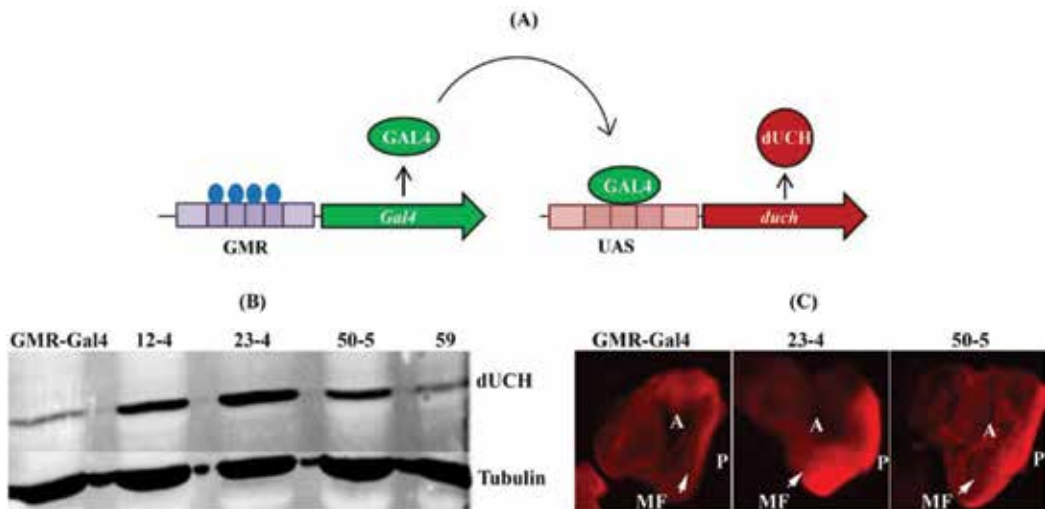 (A)
GAL4
dUCH
GAL4
Gal4
duch
GMR
UAS
(B)
GMR-Gal4 12-4 23-4 50-5 59
dUCH
Tubulin
(C)
GMR-Gal4 23-4 50-5
A A A
P P P
MF MF MF